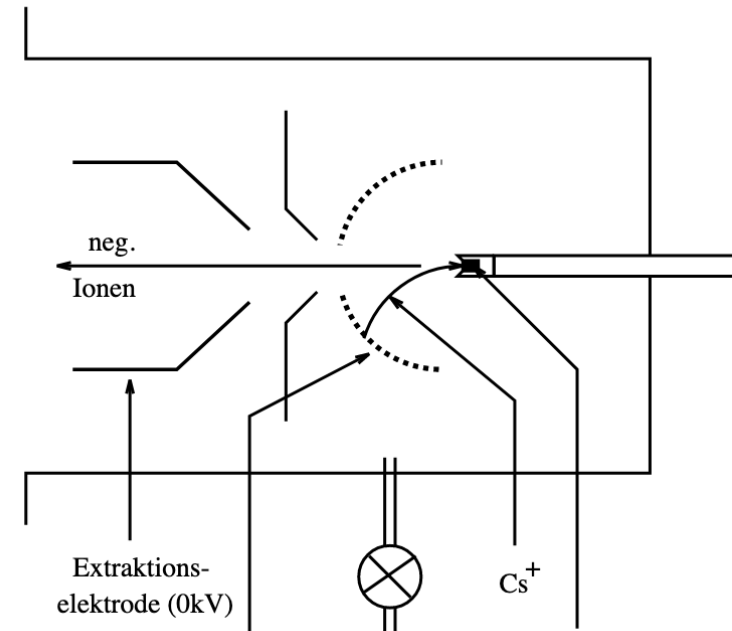 neg.
Ionen
Extraktions-
elektrode (0kV)
Cs+